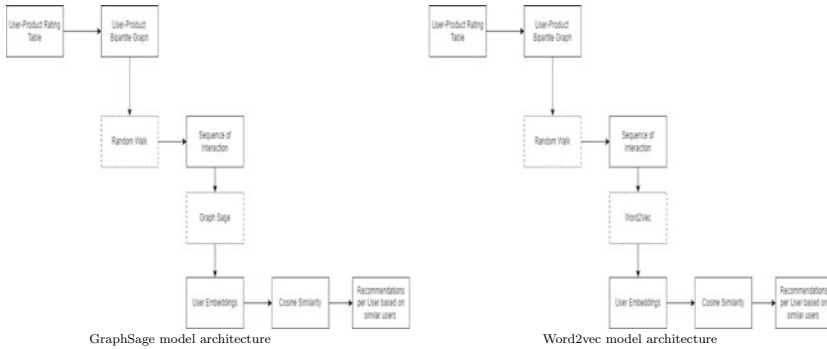 User-Product Rating
Table
User-Product
Bipartite Graph
Random Walk
Sequence of
Interaction
Graph Sage
User Embeddings
Cosine Similarity
Recommendations
per User based on
similar users
GraphSage model architecture
User-Product Rating
Table
User-Product
Bipartite Graph
Random Walk
Sequence of
Interaction
Word2Vec
User Embeddings
Cosine Similarity
Recommendations
per User based on
similar users
Word2vec model architecture